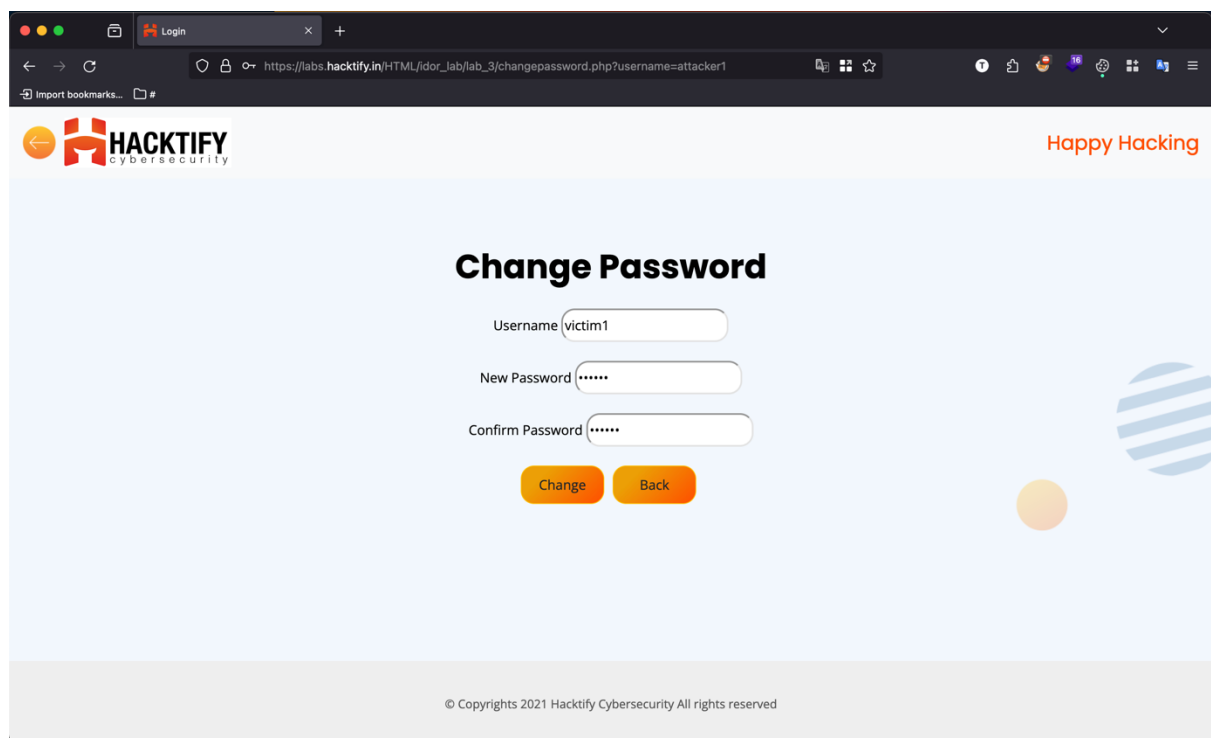 Login
https://labs.hacktify.in/HTML/idor_lab/lab_3/changepassword.php?username=attacker1
16
Import bookmarks... #
HACKTIFY
cybersecurity
Happy Hacking
Change Password
Username victim1
New Password ••••••
Confirm Password ••••••
Change Back
© Copyrights 2021 Hacktify Cybersecurity All rights reserved